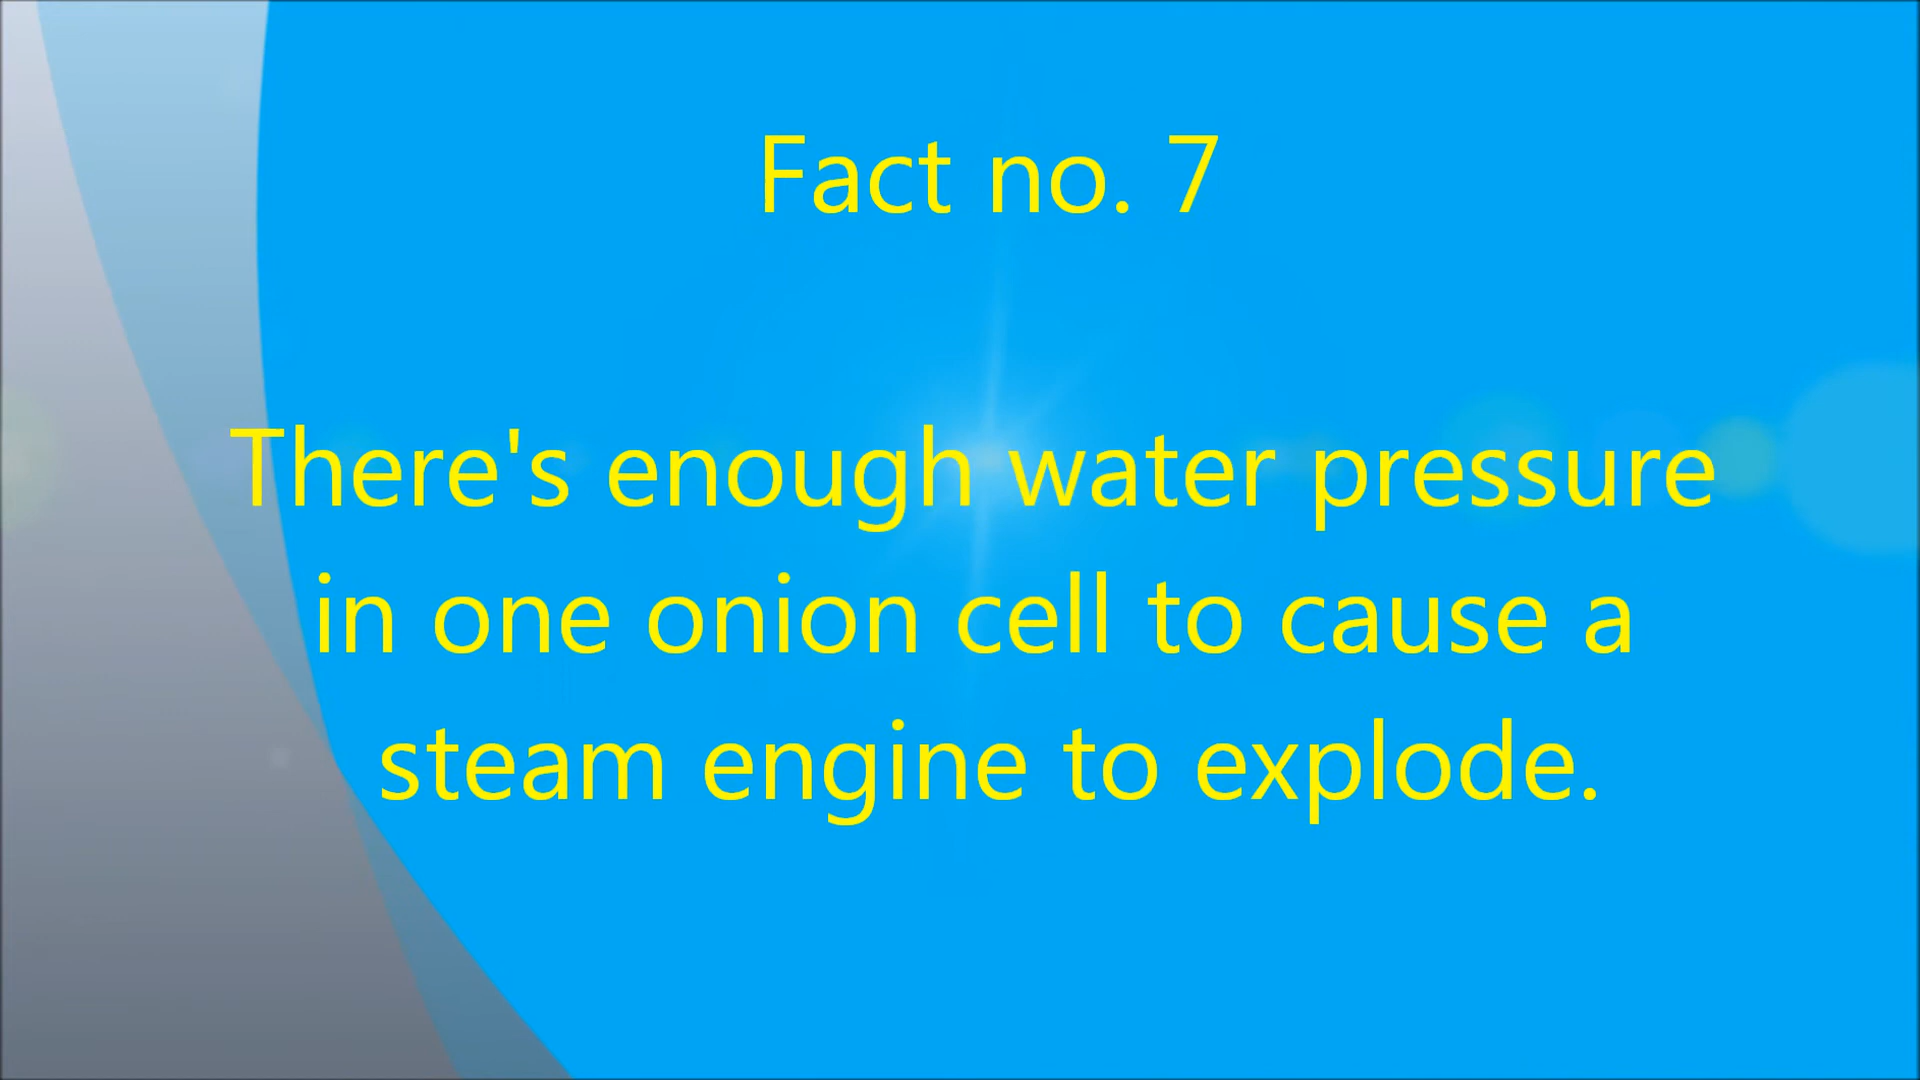 Fact no. 7
There's enough water pressure
in one onion cell to cause a
steam engine to explode.